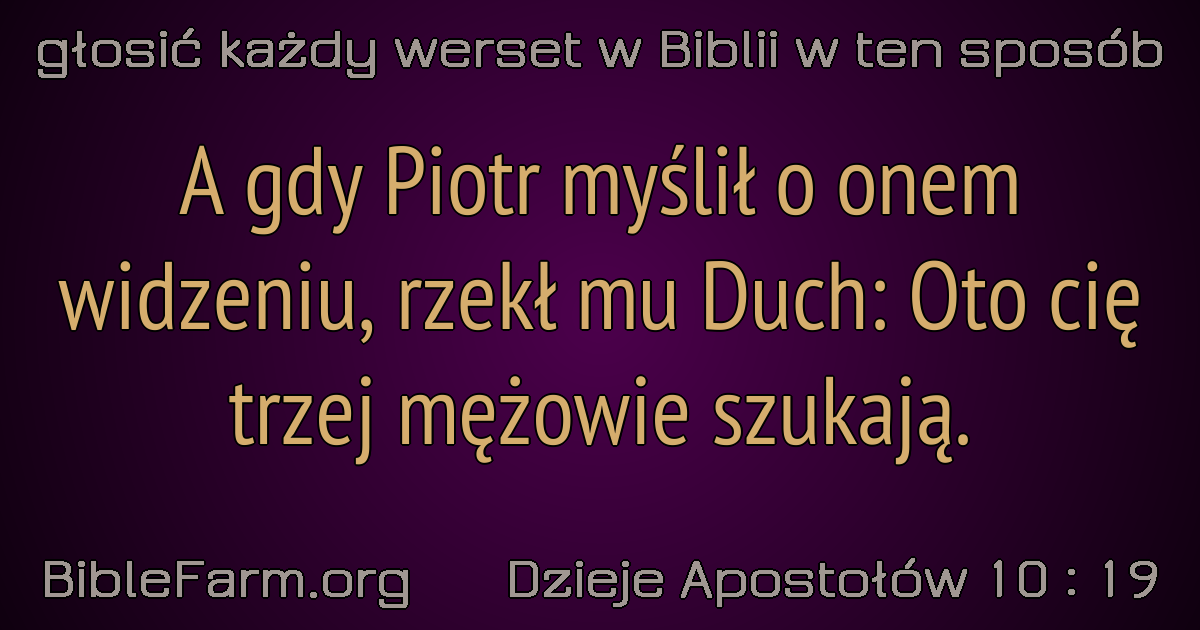 głosić każdy werset w Biblii w ten sposób
A gdy Piotr myślił o onem
widzeniu, rzekł mu Duch: Oto cię
trzej mężowie szukają.
BibleFarm.org Dzieje Apostołów 10 : 19